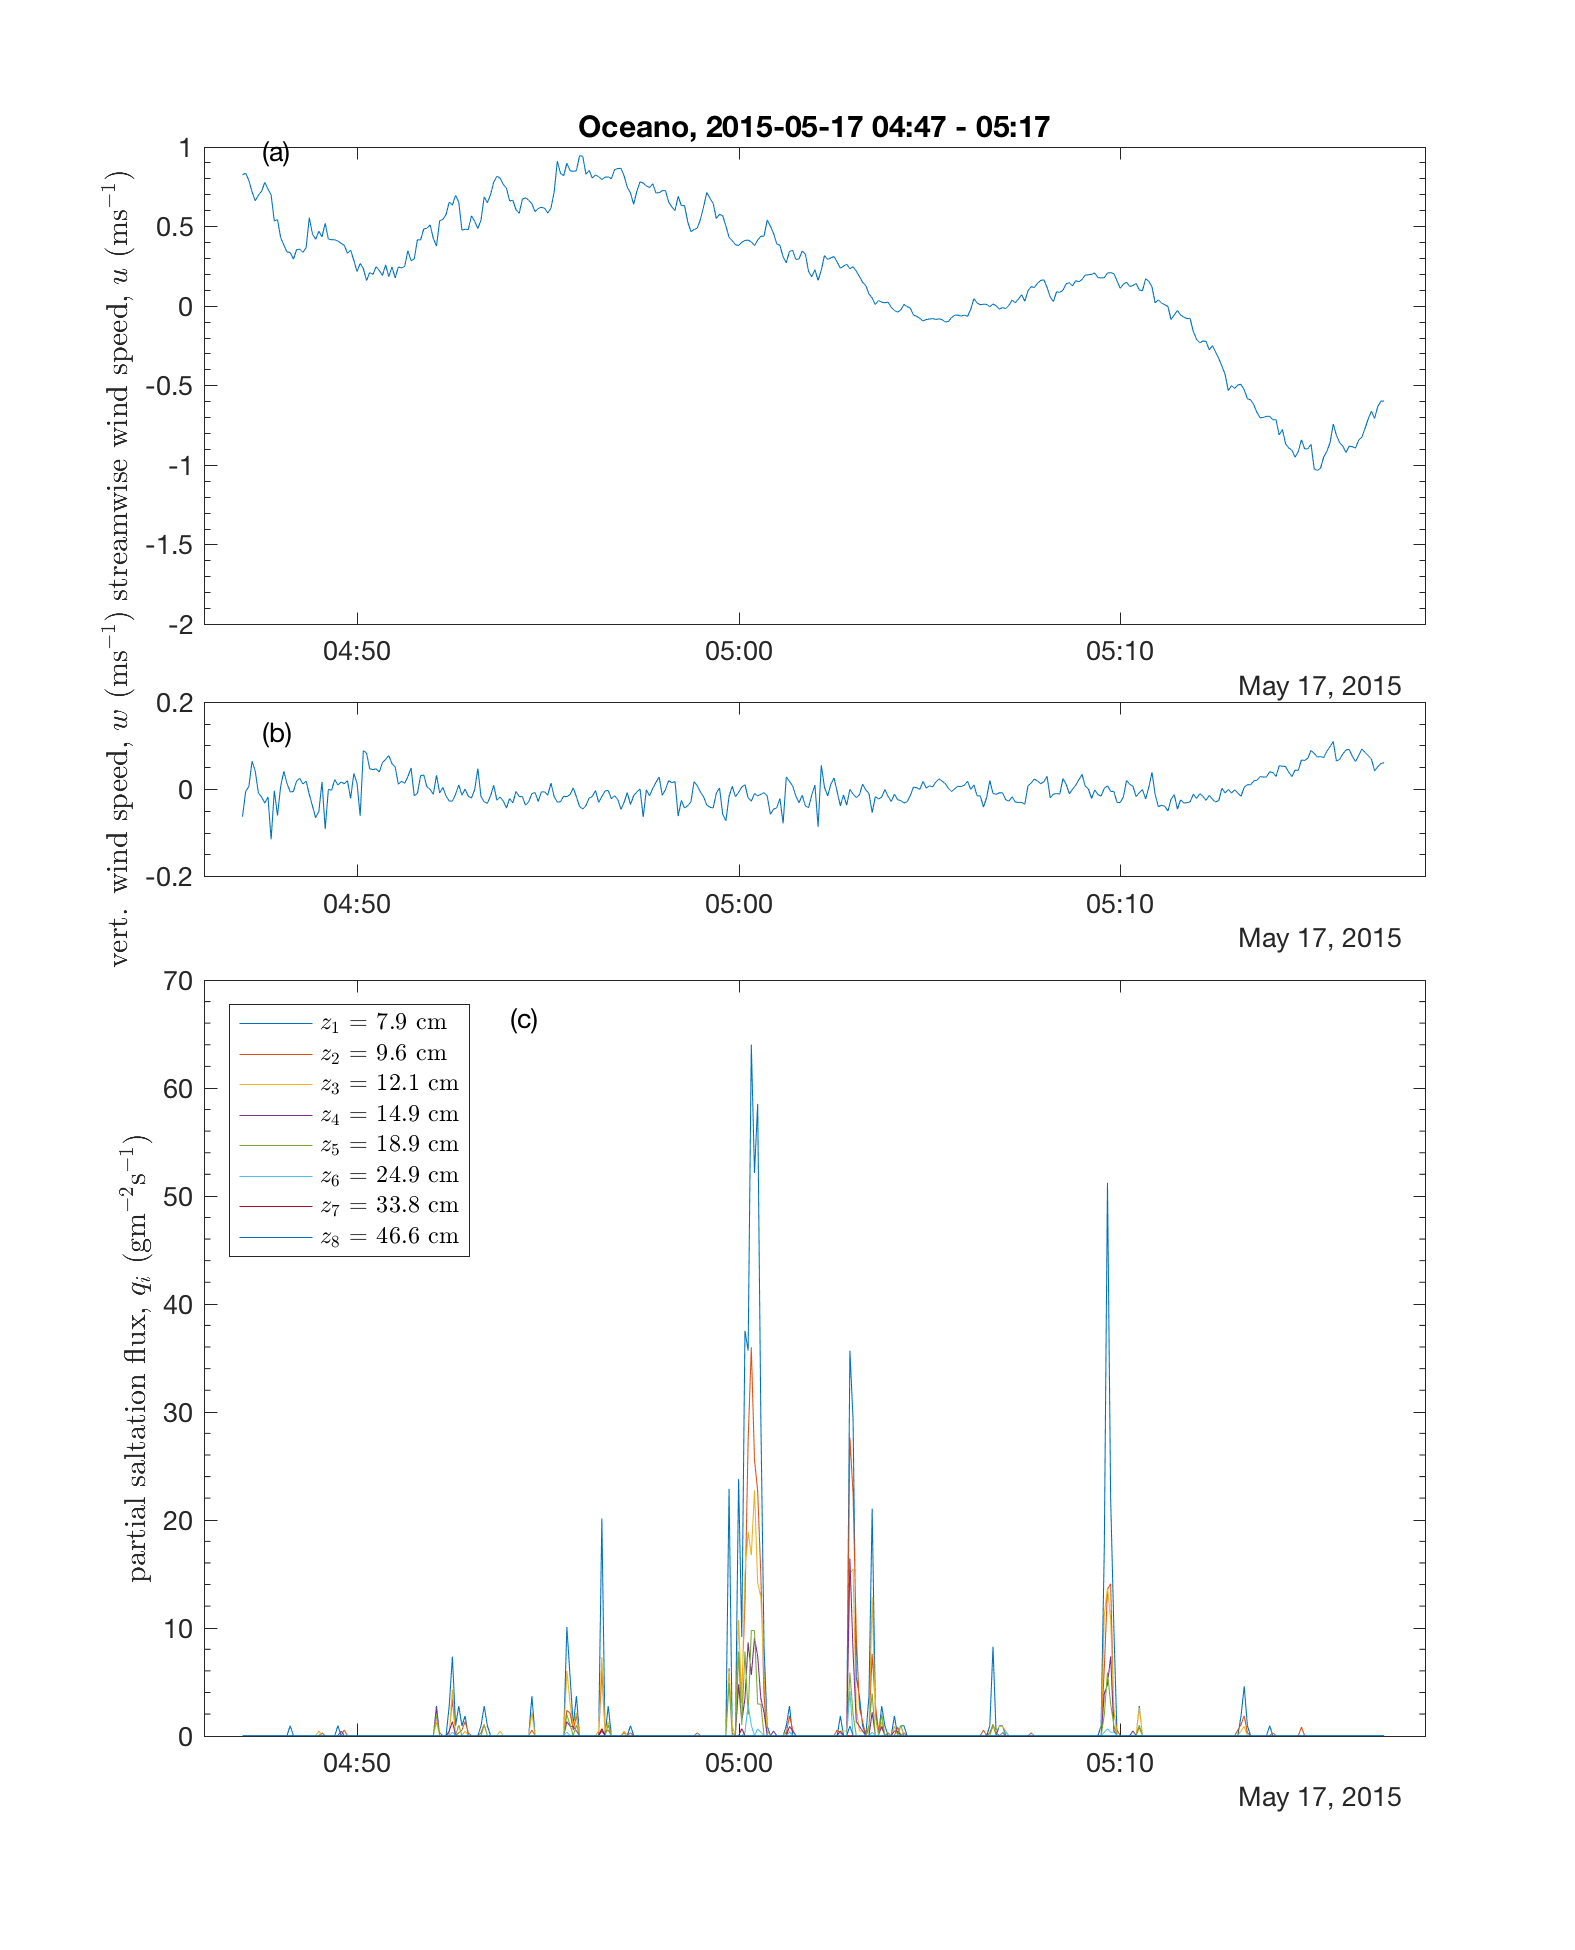 Oceano, 2015-05-17 04:47 - 05:17
(a)
streamwise wind speed, u (ms⁻¹)
1
0.5
0
-0.5
-1
-1.5
-2
04:50 05:00 05:10
May 17, 2015
(b)
vert. wind speed, w (ms⁻¹)
0.2
0
-0.2
04:50 05:00 05:10
May 17, 2015
(c)
partial saltation flux, qᵢ (gm⁻²s⁻¹)
70
60
50
40
30
20
10
0
z₁ = 7.9 cm
z₂ = 9.6 cm
z₃ = 12.1 cm
z₄ = 14.9 cm
z₅ = 18.9 cm
z₆ = 24.9 cm
z₇ = 33.8 cm
z₈ = 46.6 cm
04:50 05:00 05:10
May 17, 2015